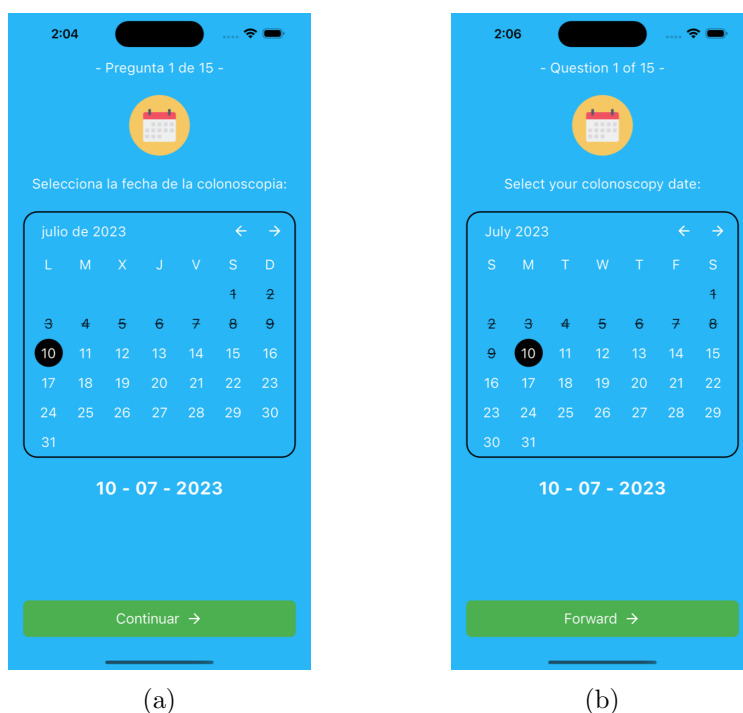 2:04
- Pregunta 1 de 15 -
Selecciona la fecha de la colonoscopia:
julio de 2023 ← →
L M X J V S D
1 2
3 4 5 6 7 8 9
10 11 12 13 14 15 16
17 18 19 20 21 22 23
24 25 26 27 28 29 30
31
10 - 07 - 2023
Continuar →
(a)
2:06
- Question 1 of 15 -
Select your colonoscopy date:
July 2023 ← →
S M T W T F S
1
2 3 4 5 6 7 8
9 10 11 12 13 14 15
16 17 18 19 20 21 22
23 24 25 26 27 28 29
30 31
10 - 07 - 2023
Forward →
(b)